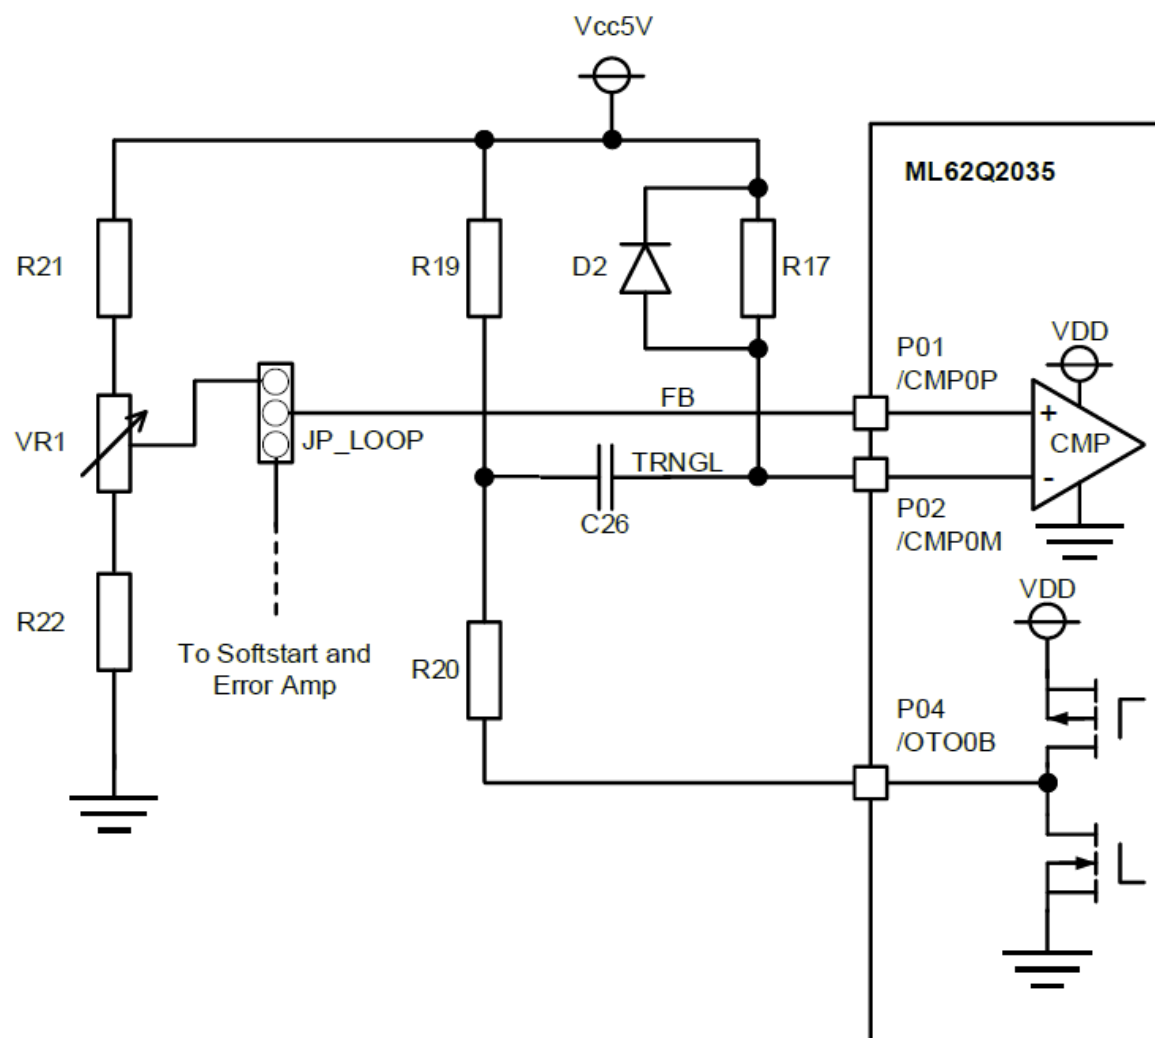 Vcc5V
ML62Q2035
R21
R19
D2
R17
VDD
P01
/CMP0P
FB
+
CMP
VR1
JP_LOOP
TRNGL
-
C26
P02
/CMP0M
VDD
R22
To Softstart and
Error Amp
R20
P04
/OTO0B